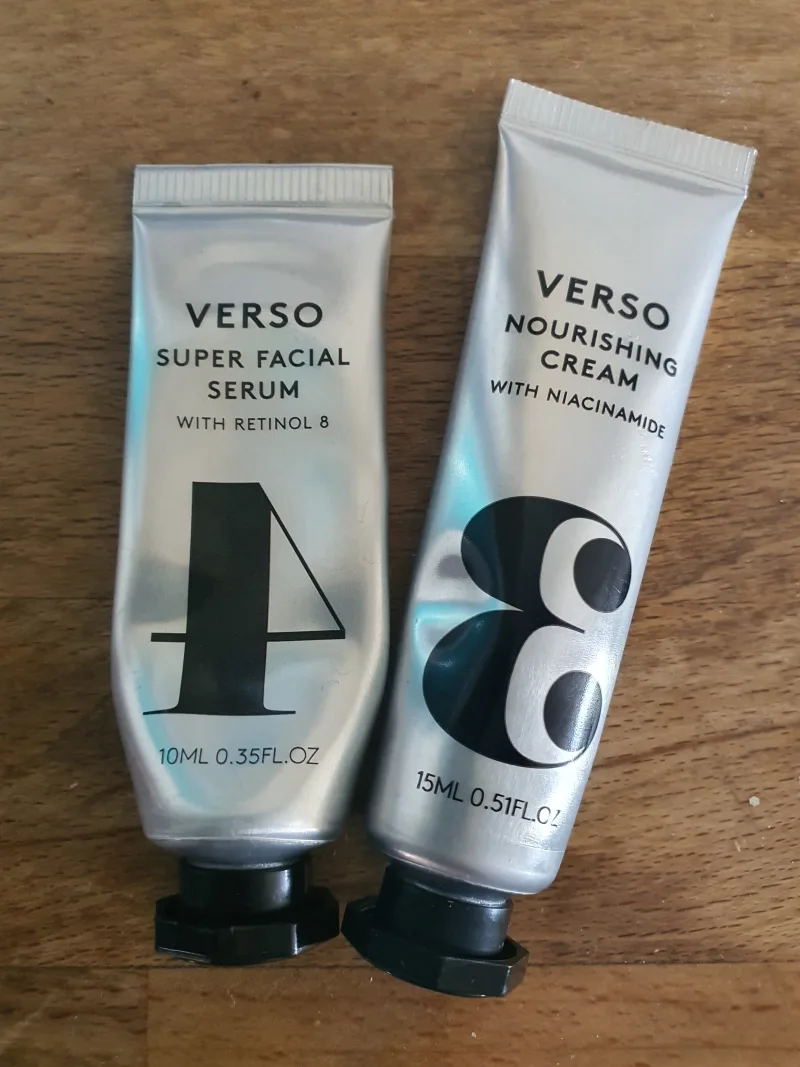 VERSO
SUPER FACIAL
SERUM
WITH RETINOL 8
4
10ML 0.35FL.OZ
VERSO
NOURISHING
CREAM
WITH NIACINAMIDE
8
15ML 0.51FL.OZ